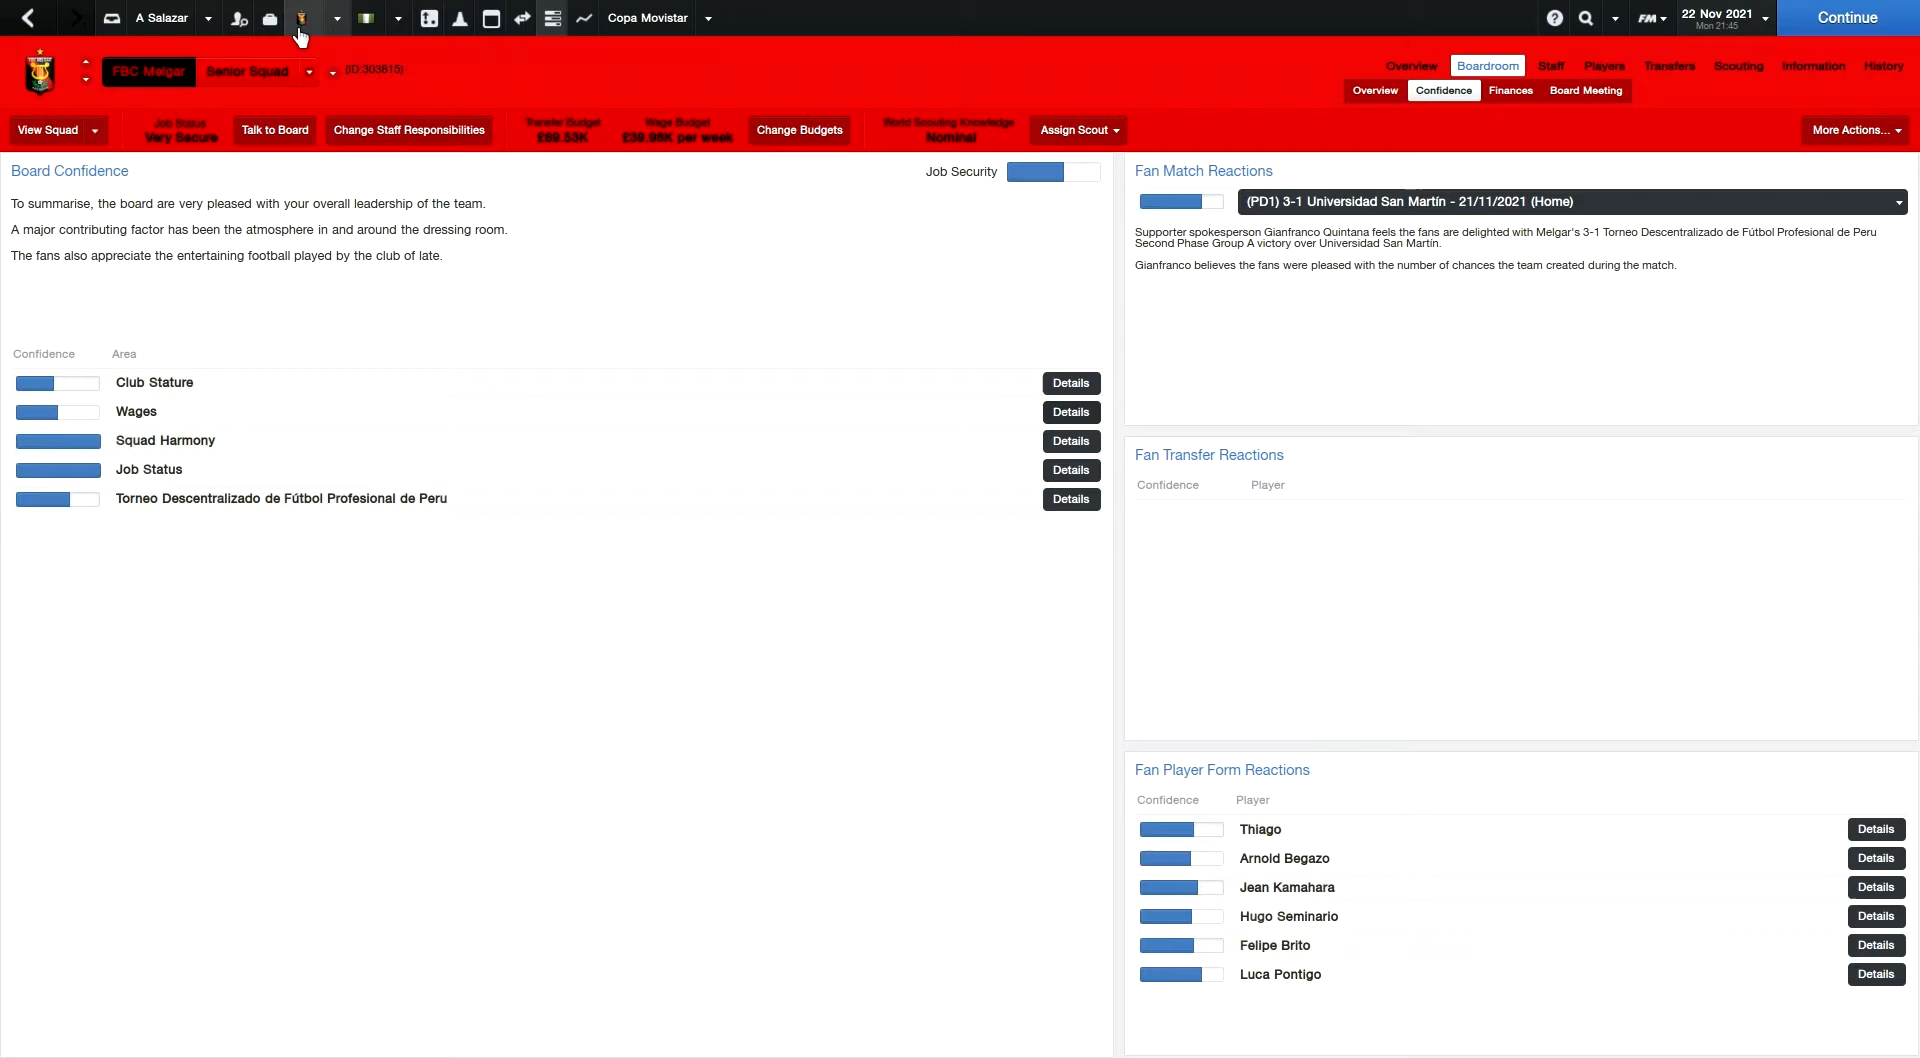 A Salazar
Copa Movistar
FM
22 Nov 2021
Mon 21:45
Continue
FBC Melgar
Senior Squad
(ID:303815)
Overview Boardroom Staff Players Transfers Scouting Information History
Overview Confidence Finances Board Meeting
View Squad
Job Status
Very Secure
Talk to Board
Change Staff Responsibilities
Transfer Budget
£69.53K
Wage Budget
£39.98K per week
Change Budgets
World Scouting Knowledge
Nominal
Assign Scout
More Actions...
Board Confidence
Job Security
To summarise, the board are very pleased with your overall leadership of the team.
A major contributing factor has been the atmosphere in and around the dressing room.
The fans also appreciate the entertaining football played by the club of late.
Confidence Area
Club Stature Details
Wages Details
Squad Harmony Details
Job Status Details
Torneo Descentralizado de Fútbol Profesional de Peru Details
Fan Match Reactions
(PD1) 3-1 Universidad San Martín - 21/11/2021 (Home)
Supporter spokesperson Gianfranco Quintana feels the fans are delighted with Melgar's 3-1 Torneo Descentralizado de Fútbol Profesional de Peru
Second Phase Group A victory over Universidad San Martín.
Gianfranco believes the fans were pleased with the number of chances the team created during the match.
Fan Transfer Reactions
Confidence Player
Fan Player Form Reactions
Confidence Player
Thiago Details
Arnold Begazo Details
Jean Kamahara Details
Hugo Seminario Details
Felipe Brito Details
Luca Pontigo Details